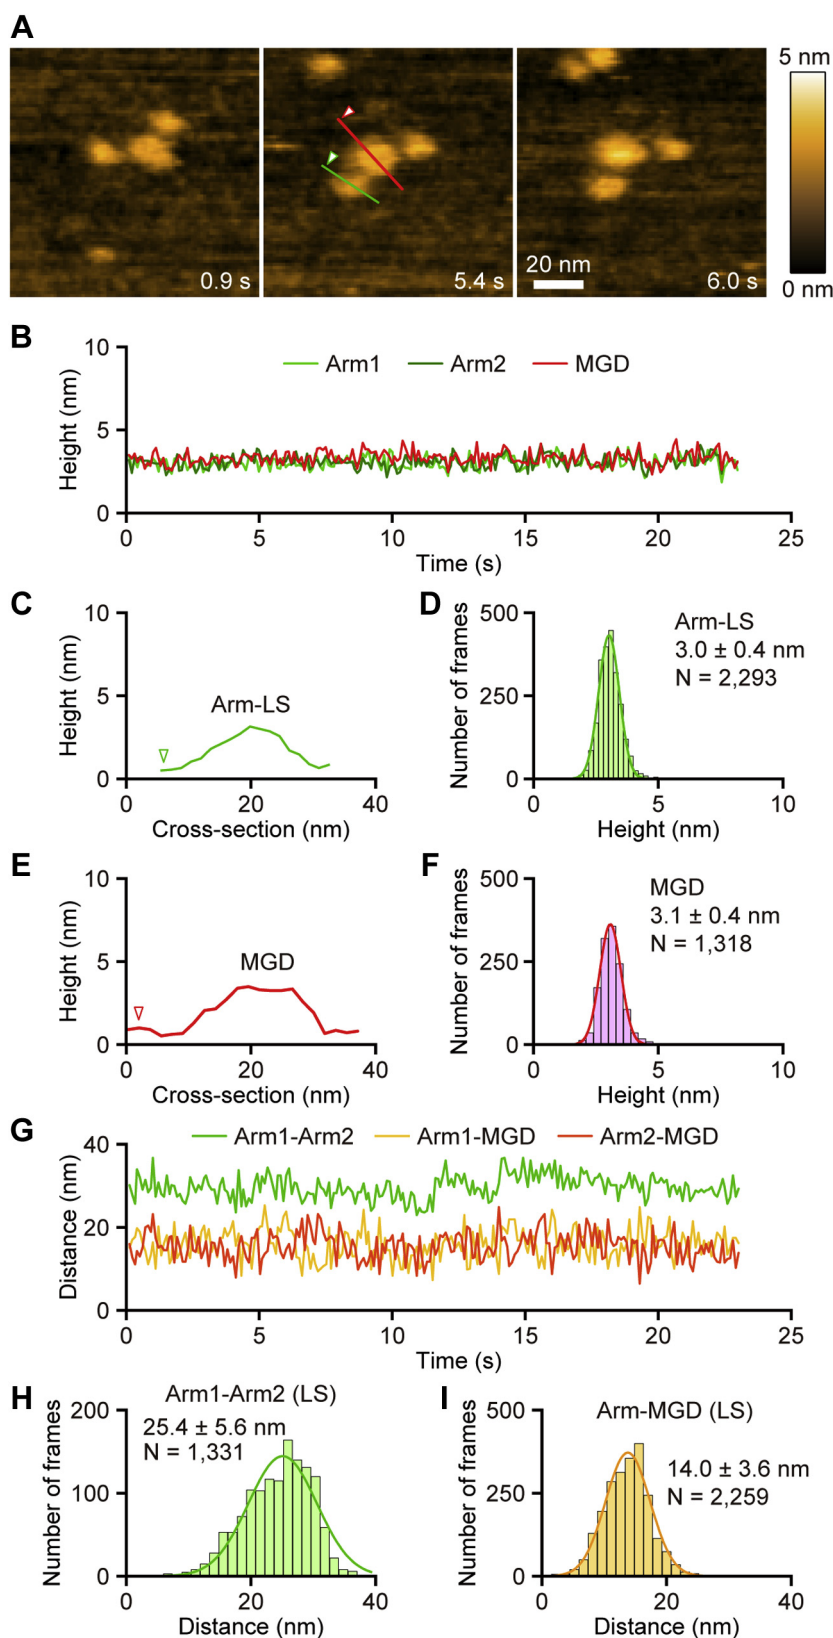 A
5 nm
0.9 s
5.4 s
20 nm
6.0 s
0 nm
B
10
5
0
Height (nm)
Arm1
Arm2
MGD
0
5
10
15
20
25
Time (s)
C
10
5
0
Height (nm)
Arm-LS
0
20
40
Cross-section (nm)
D
500
250
0
Number of frames
Arm-LS
3.0 ± 0.4 nm
N = 2,293
0
5
10
Height (nm)
E
10
5
0
Height (nm)
MGD
0
20
40
Cross-section (nm)
F
500
250
0
Number of frames
MGD
3.1 ± 0.4 nm
N = 1,318
0
5
10
Height (nm)
G
40
20
0
Distance (nm)
Arm1-Arm2
Arm1-MGD
Arm2-MGD
0
5
10
15
20
25
Time (s)
H
Arm1-Arm2 (LS)
200
100
0
Number of frames
25.4 ± 5.6 nm
N = 1,331
0
20
40
Distance (nm)
I
Arm-MGD (LS)
500
250
0
Number of frames
14.0 ± 3.6 nm
N = 2,259
0
20
40
Distance (nm)